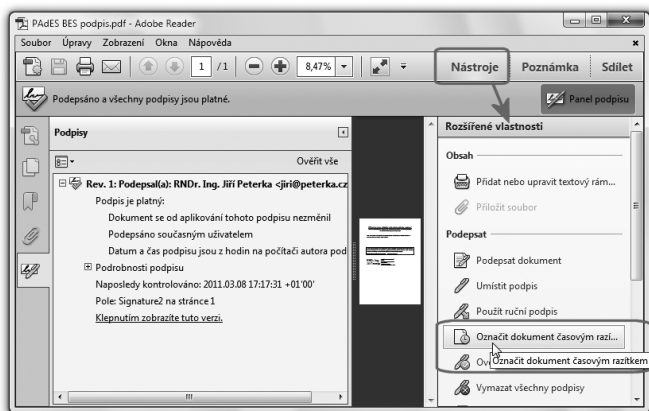 PAdES BES podpis.pdf - Adobe Reader
Soubor Úpravy Zobrazení Okna Nápověda
1 /1 8,47% Nástroje Poznámka Sdílet
Podepsáno a všechny podpisy jsou platné. Panel podpisu
Podpisy
Ověřit vše
Rev. 1: Podepsal(a): RNDr. Ing. Jiří Peterka <jiri@peterka.cz
Podpis je platný:
Dokument se od aplikování tohoto podpisu nezměnil
Podepsáno současným uživatelem
Datum a čas podpisu jsou z hodin na počítači autora pod
Podrobnosti podpisu
Naposledy kontrolováno: 2011.03.08 17:17:31 +01'00'
Pole: Signature2 na stránce 1
Klepnutím zobrazíte tuto verzi.
Rozšířené vlastnosti
Obsah
Přidat nebo upravit textový rám...
Přiložit soubor
Podepsat
Podepsat dokument
Umístit podpis
Použít ruční podpis
Označit dokument časovým razí...
Označit dokument časovým razítkem
Vymazat všechny podpisy